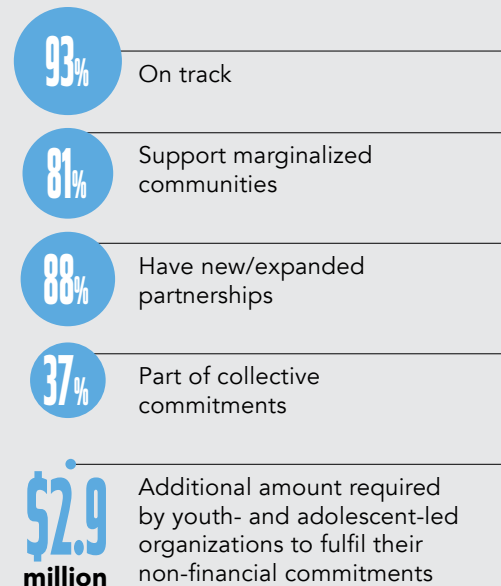 93%
On track
81%
Support marginalized
communities
88%
Have new/expanded
partnerships
37%
Part of collective
commitments
$2.9
million
Additional amount required
by youth- and adolescent-led
organizations to fulfil their
non-financial commitments